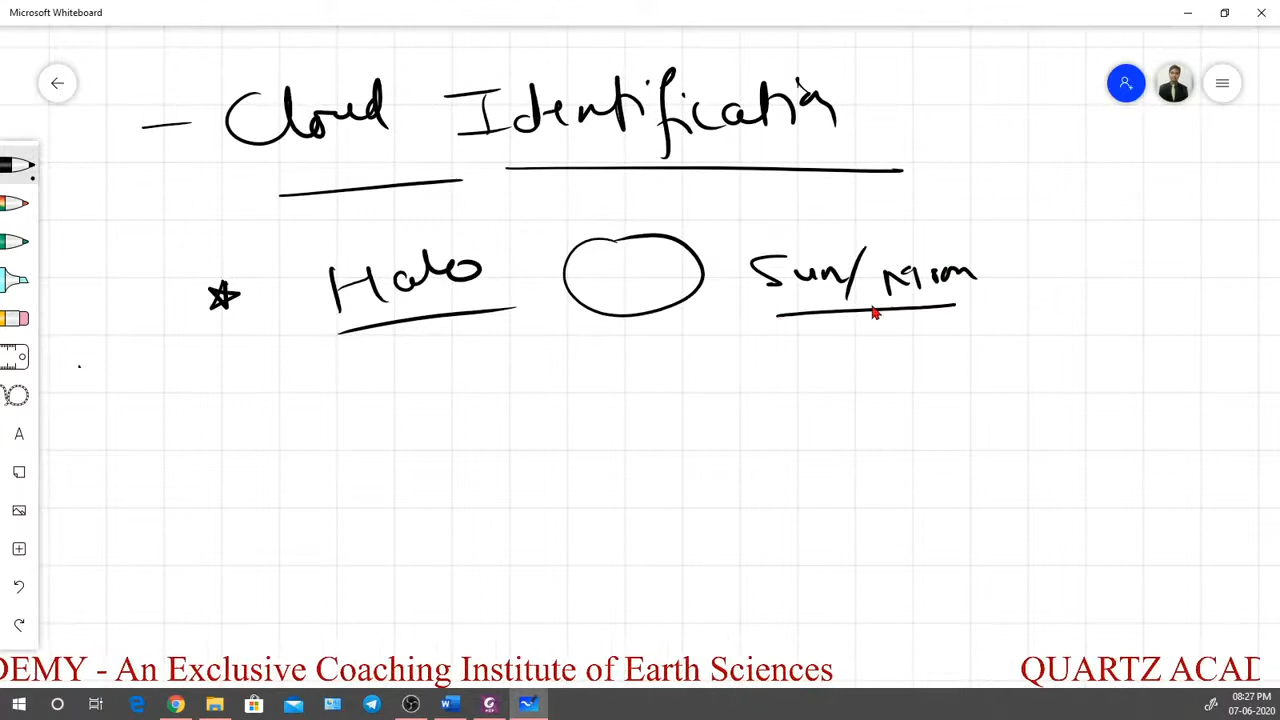 Microsoft Whiteboard
- Cloud Identification
Halo Sun/Moon
A
DEMY - An Exclusive Coaching Institute of Earth Sciences QUARTZ ACAD
08:27 PM
07-06-2020